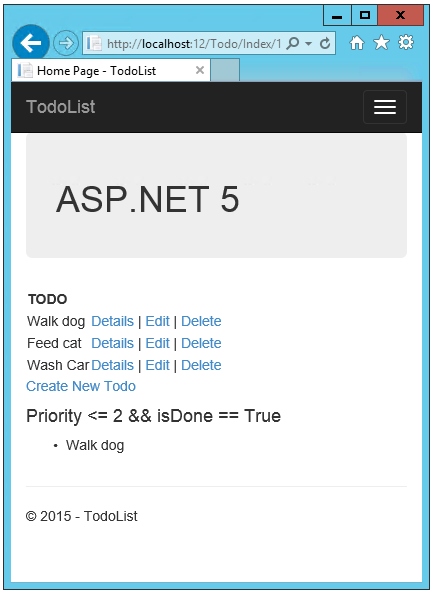 http://localhost:12/Todo/Index/1
Home Page - TodoList
TodoList
ASP.NET 5
TODO
Walk dog Details | Edit | Delete
Feed cat Details | Edit | Delete
Wash Car Details | Edit | Delete
Create New Todo
Priority <= 2 && isDone == True
• Walk dog
© 2015 - TodoList